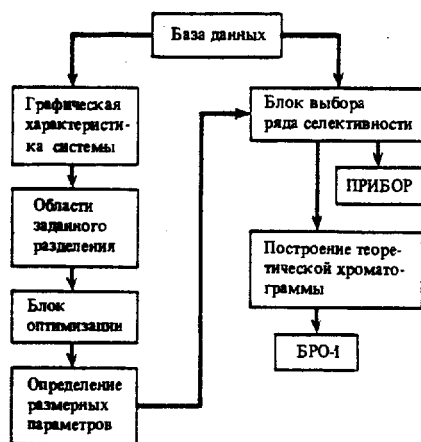 База данных
Графическая
характеристи-
ка системы
Области
заданного
разделения
Блок
оптимизации
Определение
размерных
параметров
Блок выбора
ряда селективности
ПРИБОР
Построение теоре-
тической хромато-
граммы
БРО-1